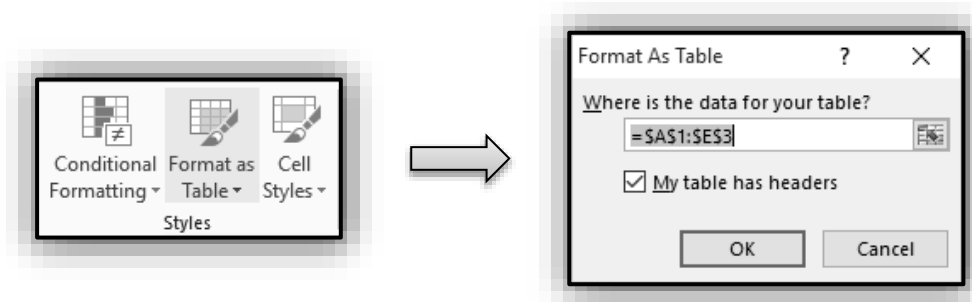 Conditional Formatting
Format as Table
Cell Styles
Styles
Format As Table ? ×
Where is the data for your table?
=$A$1:$E$3
My table has headers
OK Cancel